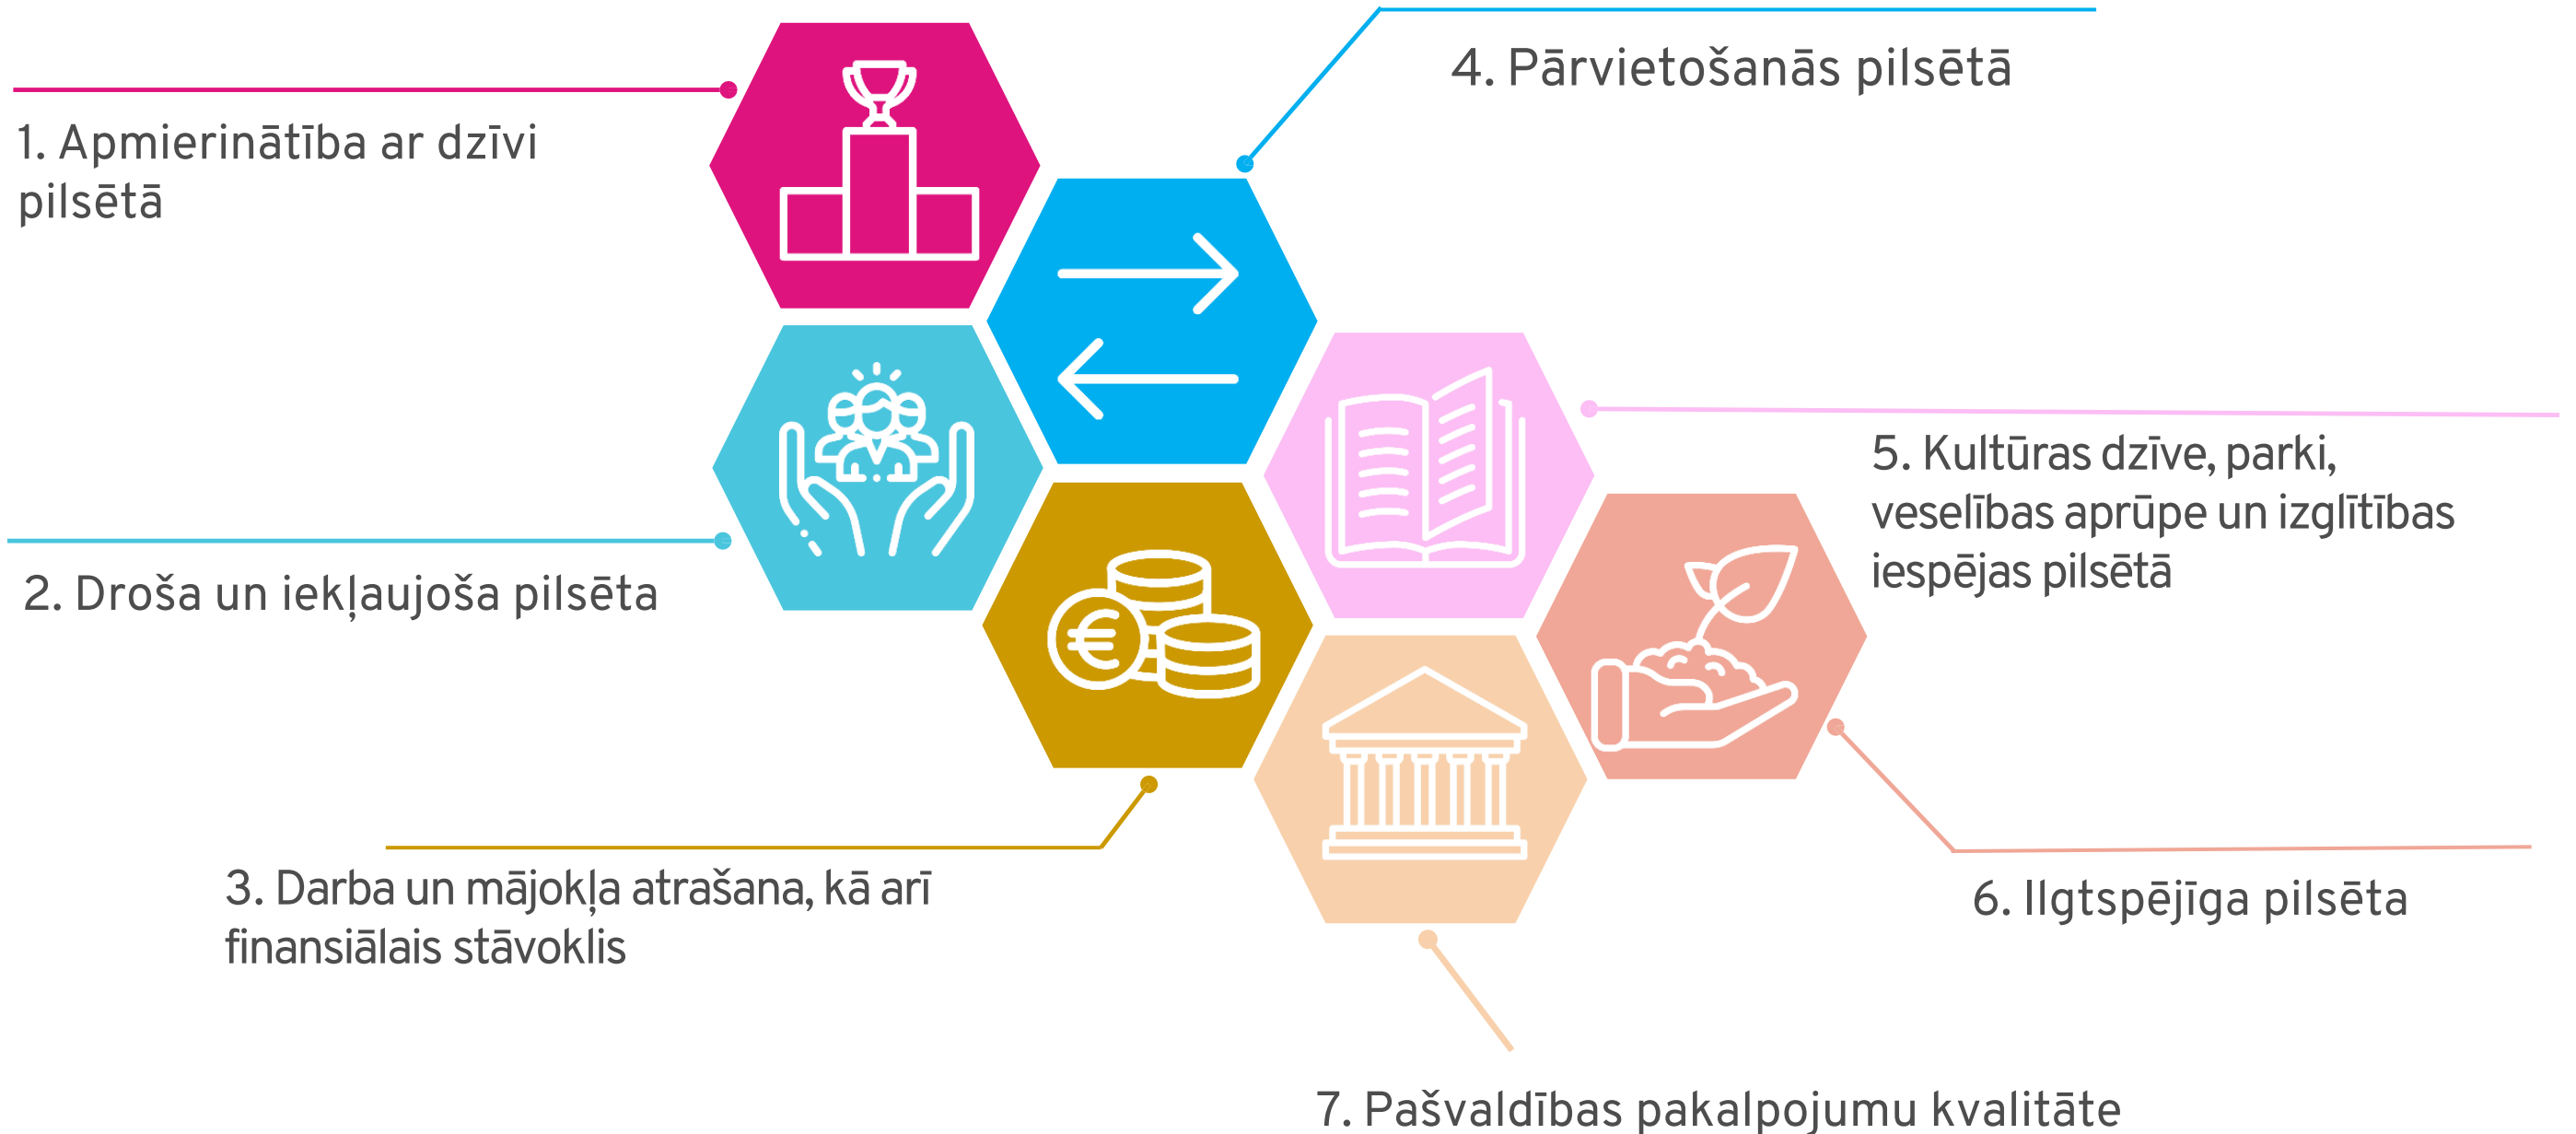 1. Apmierinātība ar dzīvi
pilsētā
2. Droša un iekļaujoša pilsēta
3. Darba un mājokļa atrašana, kā arī
finansiālais stāvoklis
4. Pārvietošanās pilsētā
5. Kultūras dzīve, parki,
veselības aprūpe un izglītības
iespējas pilsētā
6. Ilgtspējīga pilsēta
7. Pašvaldības pakalpojumu kvalitāte